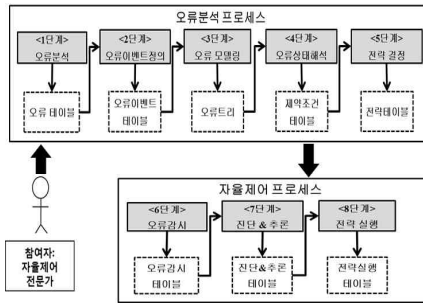 오류분석 프로세스
<1단계>
오류분석
<2단계>
오류이벤트정의
<3단계>
오류 모델링
<4단계>
오류상태해석
<5단계>
전략 결정
오류 테이블
오류이벤트
테이블
오류트리
제약조건
테이블
전략테이블
참여자:
자율제어
전문가
자율제어 프로세스
<6단계>
오류감시
<7단계>
진단 & 추론
<8단계>
전략 실행
오류감시
테이블
진단&추론
테이블
전략실행
테이블